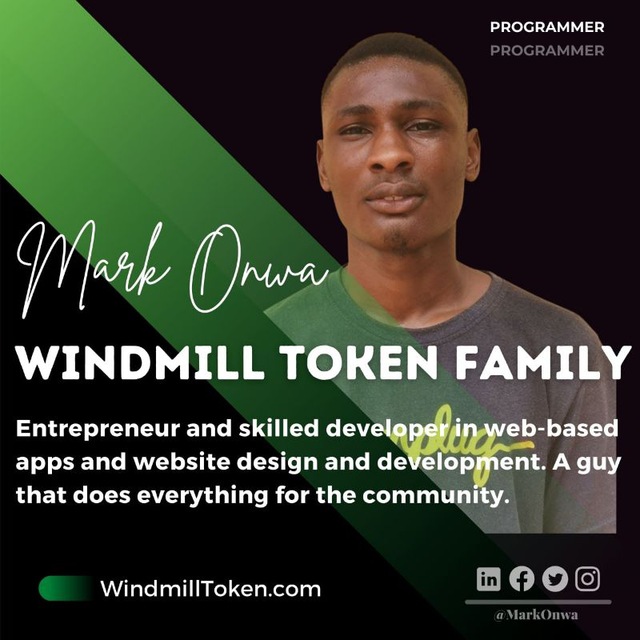 PROGRAMMER
PROGRAMMER
Mark Onwa
WINDMILL TOKEN FAMILY
Entrepreneur and skilled developer in web-based
apps and website design and development. A guy
that does everything for the community.
WindmillToken.com
@MarkOnwa